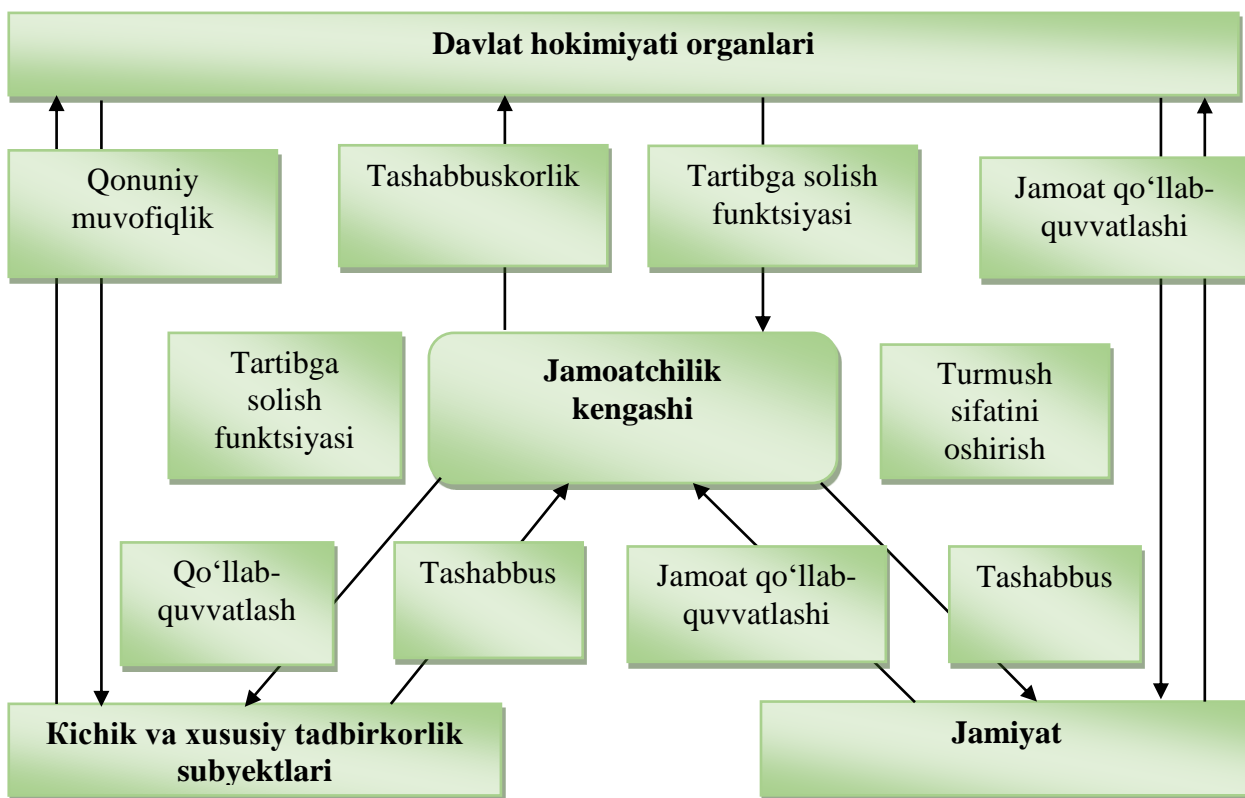 Davlat hokimiyati organlari
Qonuniy
muvofiqlik
Tashabbuskorlik
Tartibga solish
funktsiyasi
Jamoat qo‘llab-
quvvatlashi
Tartibga
solish
funktsiyasi
Jamoatchilik
kengashi
Turmush
sifatini
oshirish
Qo‘llab-
quvvatlash
Tashabbus
Jamoat qo‘llab-
quvvatlashi
Tashabbus
Kichik va xususiy tadbirkorlik
subyektlari
Jamiyat